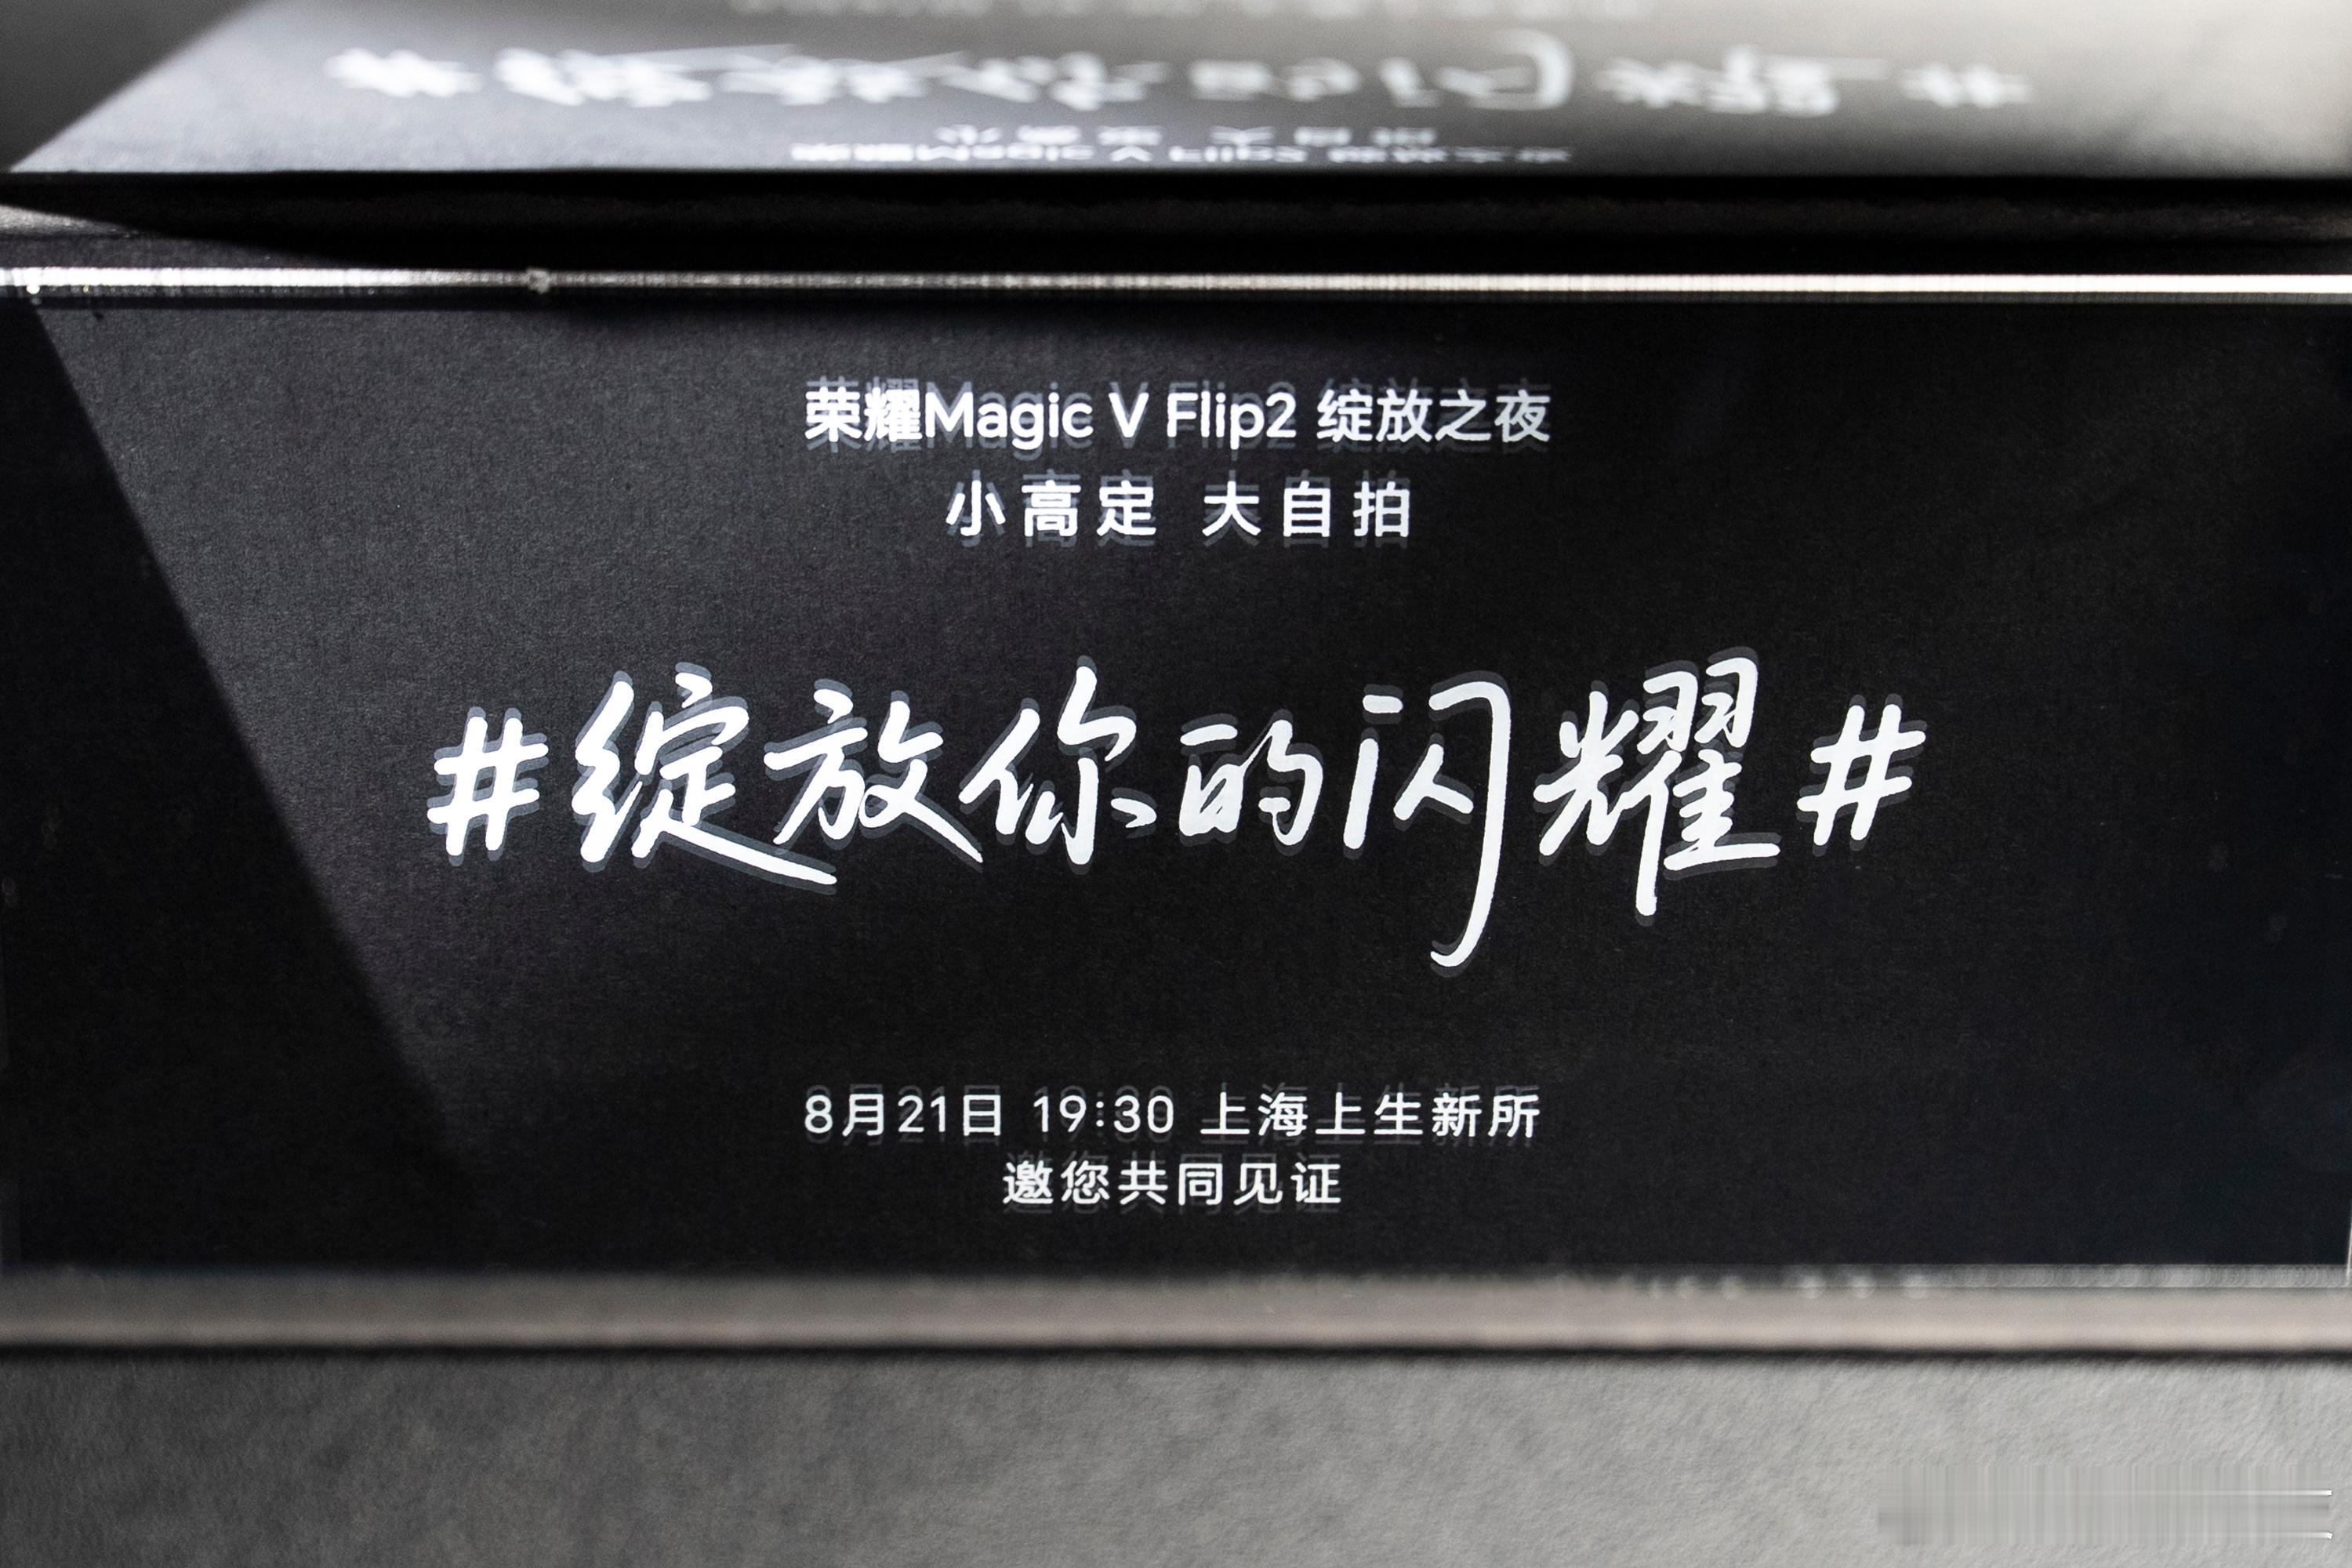 荣耀Magic V Flip2 绽放之夜
小高定 大自拍
#绽放你的闪耀#
8月21日 19:30 上海上生新所
邀您共同见证